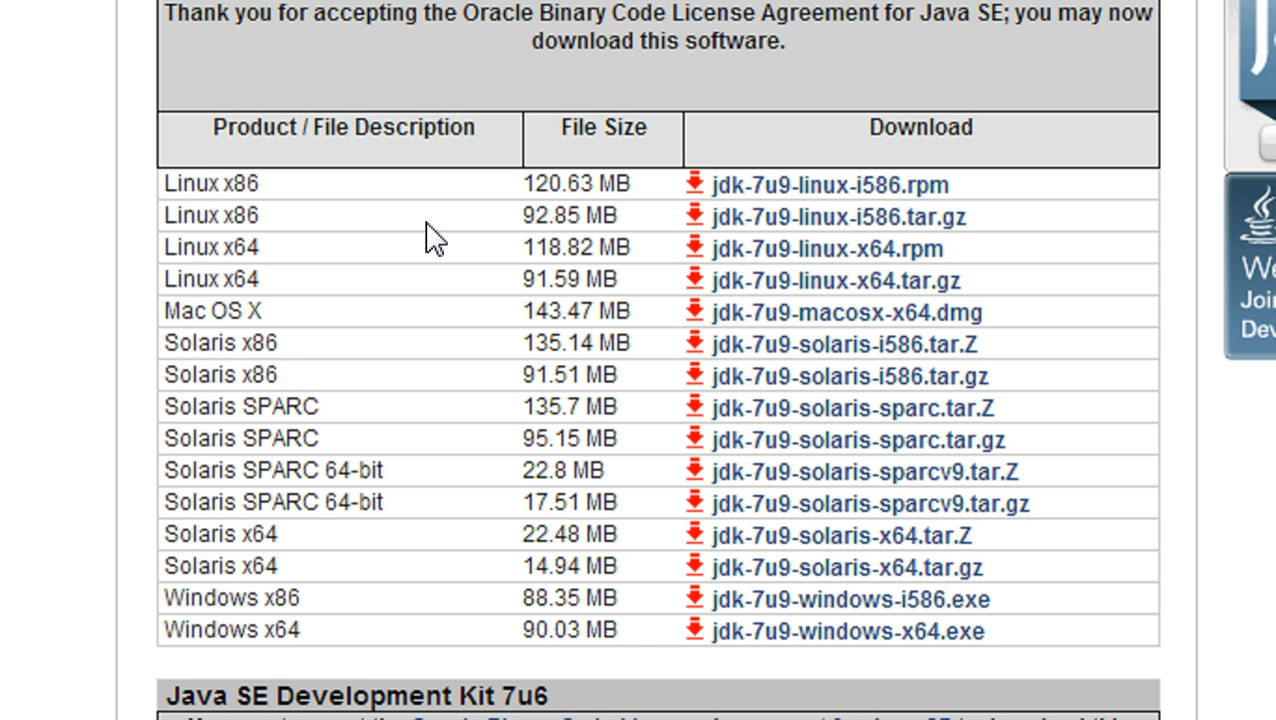 Thank you for accepting the Oracle Binary Code License Agreement for Java SE; you may now
download this software.
Product / File Description File Size Download
Linux x86 120.63 MB jdk-7u9-linux-i586.rpm
Linux x86 92.85 MB jdk-7u9-linux-i586.tar.gz
Linux x64 118.82 MB jdk-7u9-linux-x64.rpm
Linux x64 91.59 MB jdk-7u9-linux-x64.tar.gz
Mac OS X 143.47 MB jdk-7u9-macosx-x64.dmg
Solaris x86 135.14 MB jdk-7u9-solaris-i586.tar.Z
Solaris x86 91.51 MB jdk-7u9-solaris-i586.tar.gz
Solaris SPARC 135.7 MB jdk-7u9-solaris-sparc.tar.Z
Solaris SPARC 95.15 MB jdk-7u9-solaris-sparc.tar.gz
Solaris SPARC 64-bit 22.8 MB jdk-7u9-solaris-sparcv9.tar.Z
Solaris SPARC 64-bit 17.51 MB jdk-7u9-solaris-sparcv9.tar.gz
Solaris x64 22.48 MB jdk-7u9-solaris-x64.tar.Z
Solaris x64 14.94 MB jdk-7u9-solaris-x64.tar.gz
Windows x86 88.35 MB jdk-7u9-windows-i586.exe
Windows x64 90.03 MB jdk-7u9-windows-x64.exe
Java SE Development Kit 7u6
We
Joi
Dev